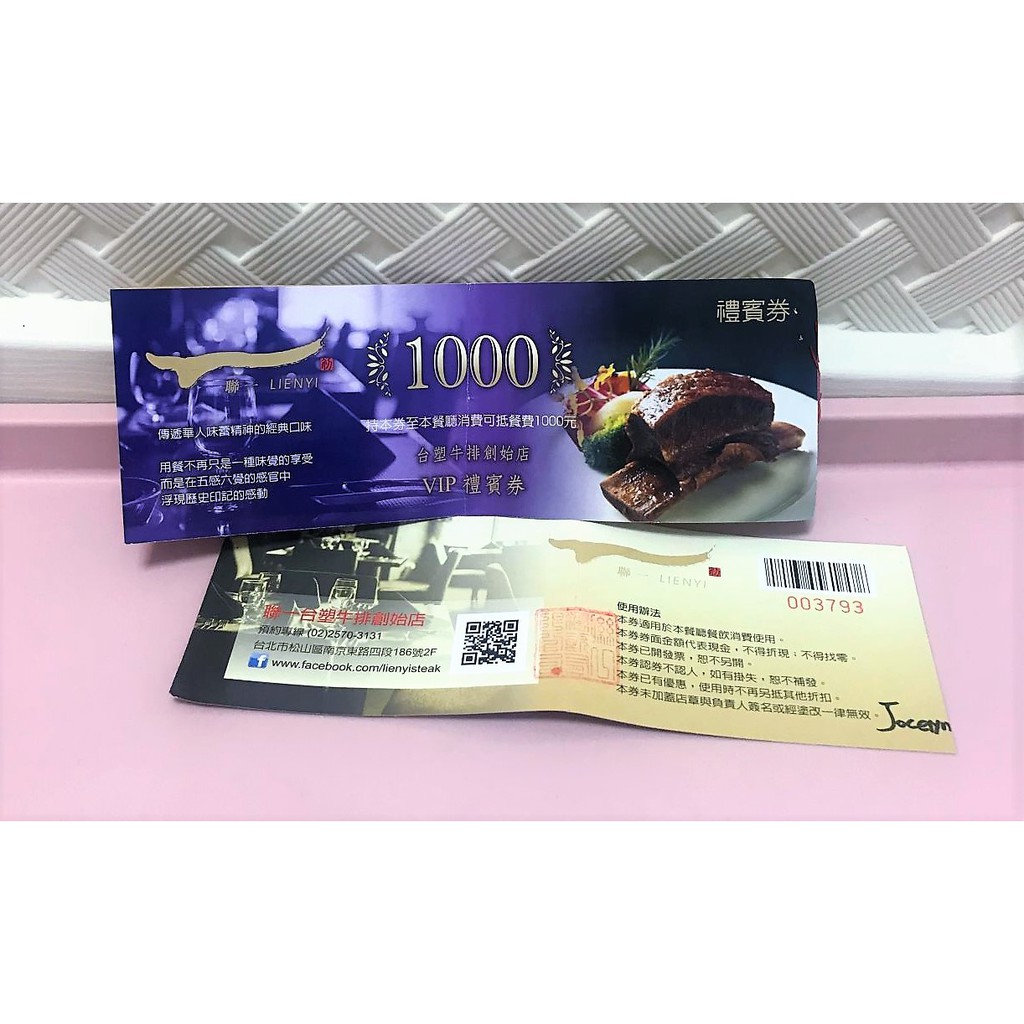 禮賓券
聯一 LIENYI
1000
傳遞華人味蕾精神的經典口味
持本券至本餐廳消費可抵餐費1000元
用餐不再只是一種味覺的享受
而是在五感六覺的感官中
浮現歷史印記的感動
台塑牛排創始店
VIP 禮賓券
聯一 LIENYI
003793
聯一台塑牛排創始店
預約專線 (02)2570-3131
台北市松山區南京東路四段186號2F
www.facebook.com/lienyisteak
使用辦法
本券適用於本餐廳餐飲消費使用。
本券券面金額代表現金，不得折現；不得找零。
本券已開發票，恕不另開。
本券認券不認人，如有掛失，恕不補發。
本券已有優惠，使用時不再另抵其他折扣。
本券未加蓋店章與負責人簽名或經塗改一律無效。
Jocelyn